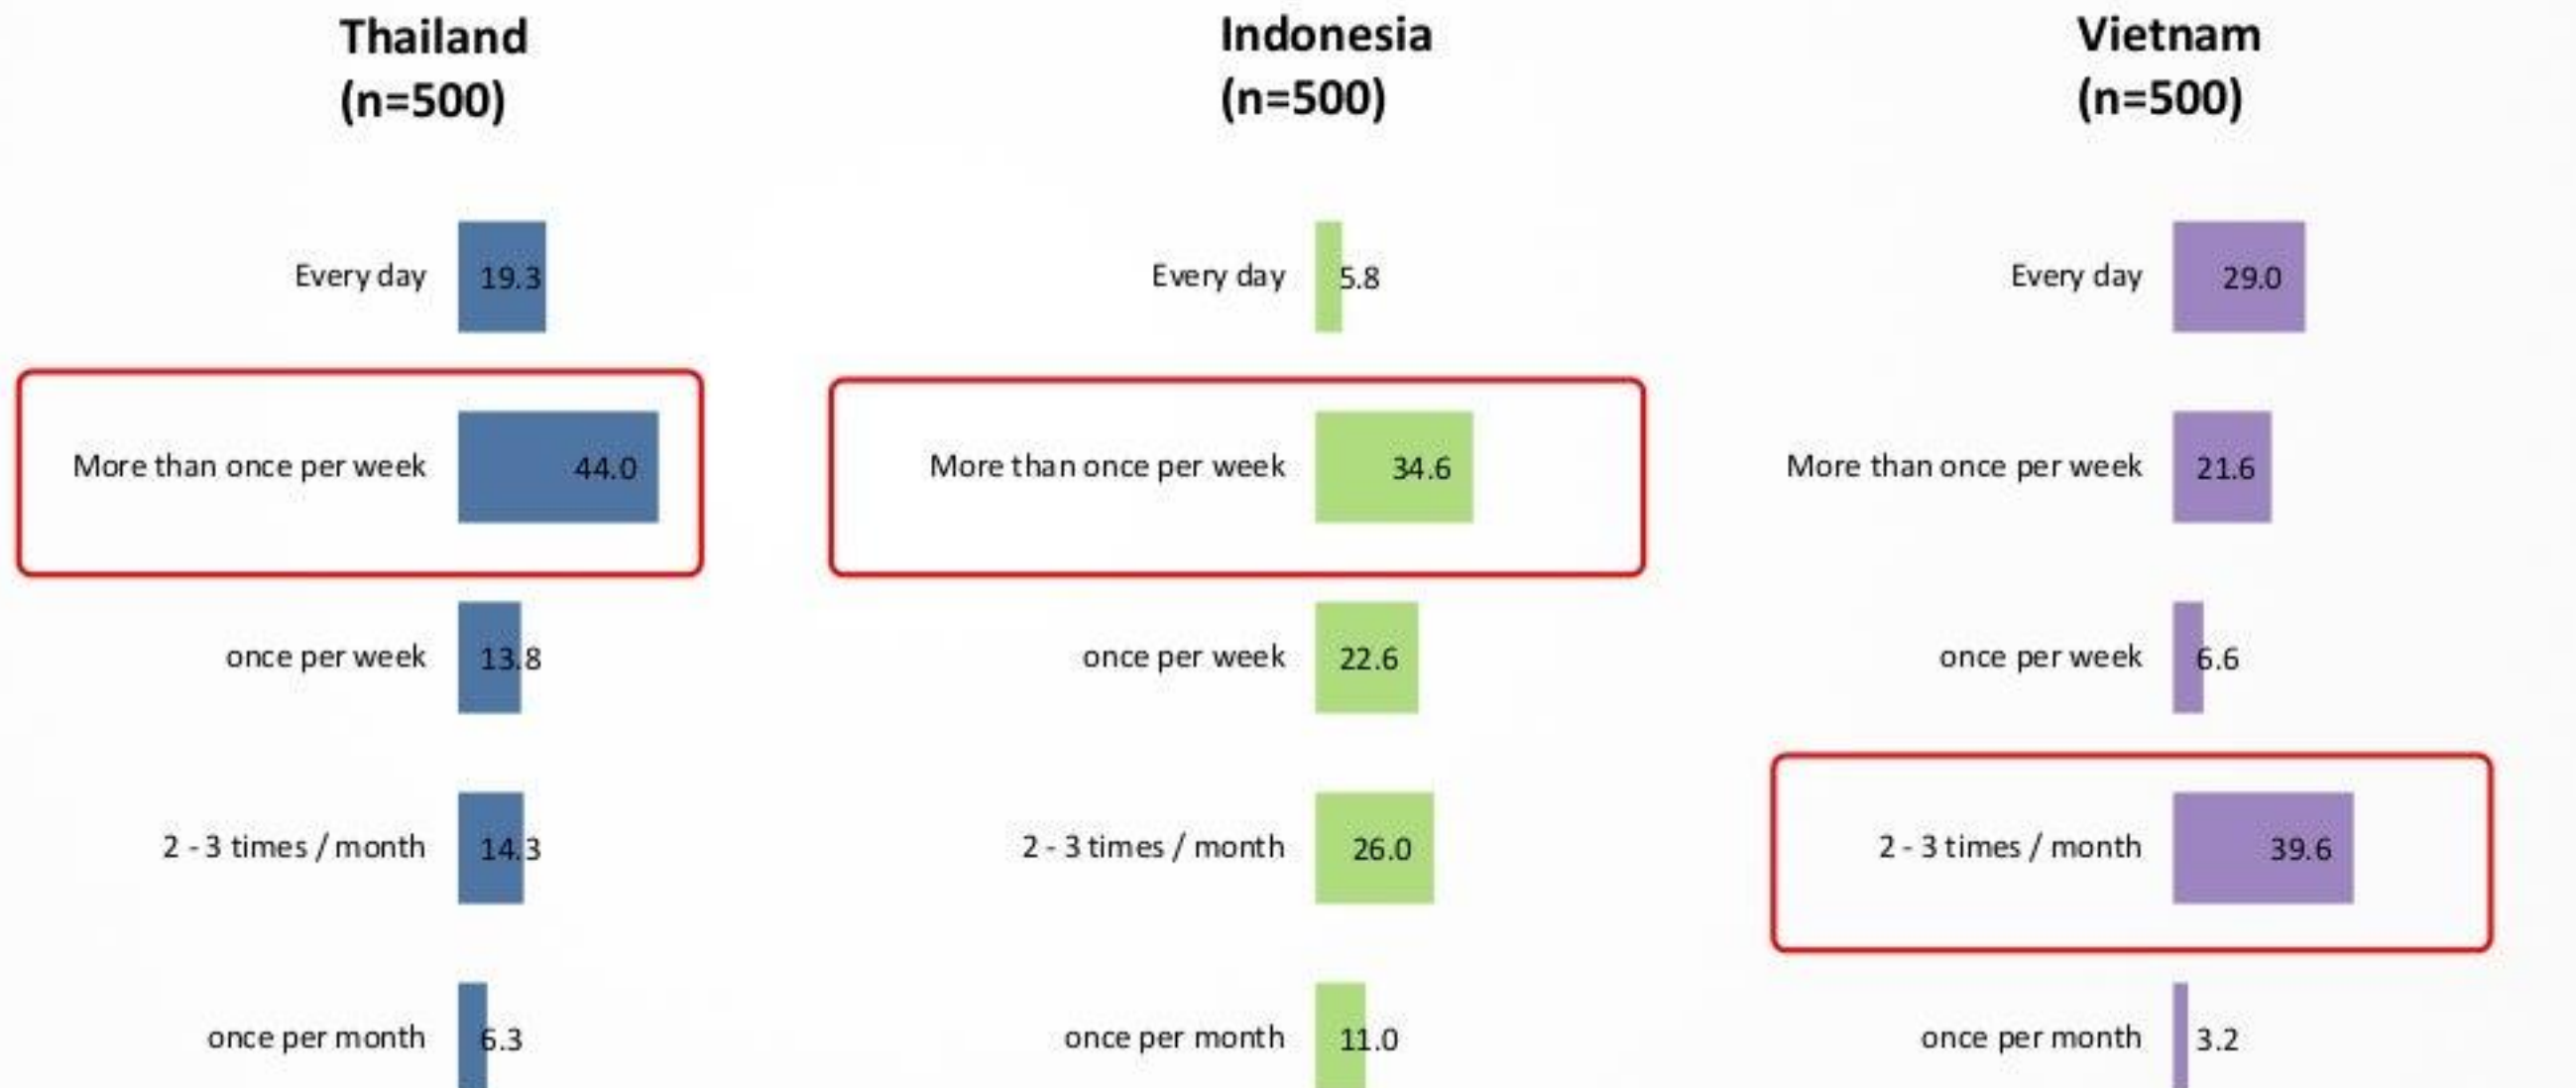 Thailand
(n=500)
Every day 19.3
More than once per week 44.0
once per week 13.8
2 - 3 times / month 14.3
once per month 6.3
Indonesia
(n=500)
Every day 5.8
More than once per week 34.6
once per week 22.6
2 - 3 times / month 26.0
once per month 11.0
Vietnam
(n=500)
Every day 29.0
More than once per week 21.6
once per week 6.6
2 - 3 times / month 39.6
once per month 3.2